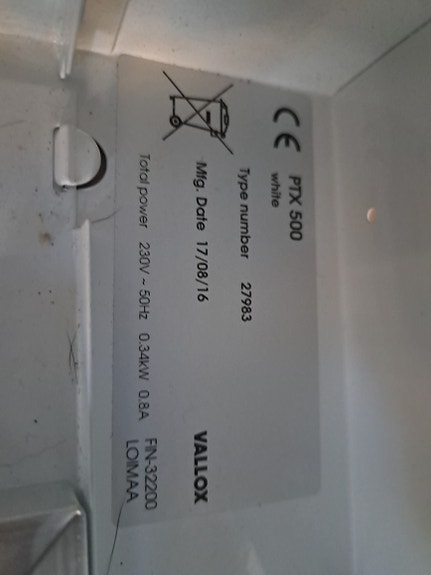 CE
PTX 500
white
Type number 27983
Mfg. Date 17/08/16
VALLOX
Total power 230V ~ 50Hz 0.34kW 0.8A
FIN-32200
LOIMAA